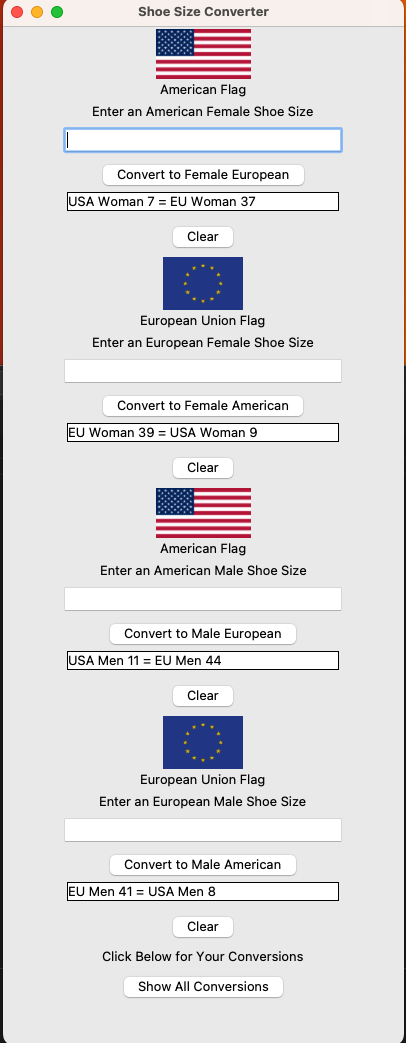 Shoe Size Converter
American Flag
Enter an American Female Shoe Size
Convert to Female European
USA Woman 7 = EU Woman 37
Clear
European Union Flag
Enter an European Female Shoe Size
Convert to Female American
EU Woman 39 = USA Woman 9
Clear
American Flag
Enter an American Male Shoe Size
Convert to Male European
USA Men 11 = EU Men 44
Clear
European Union Flag
Enter an European Male Shoe Size
Convert to Male American
EU Men 41 = USA Men 8
Clear
Click Below for Your Conversions
Show All Conversions